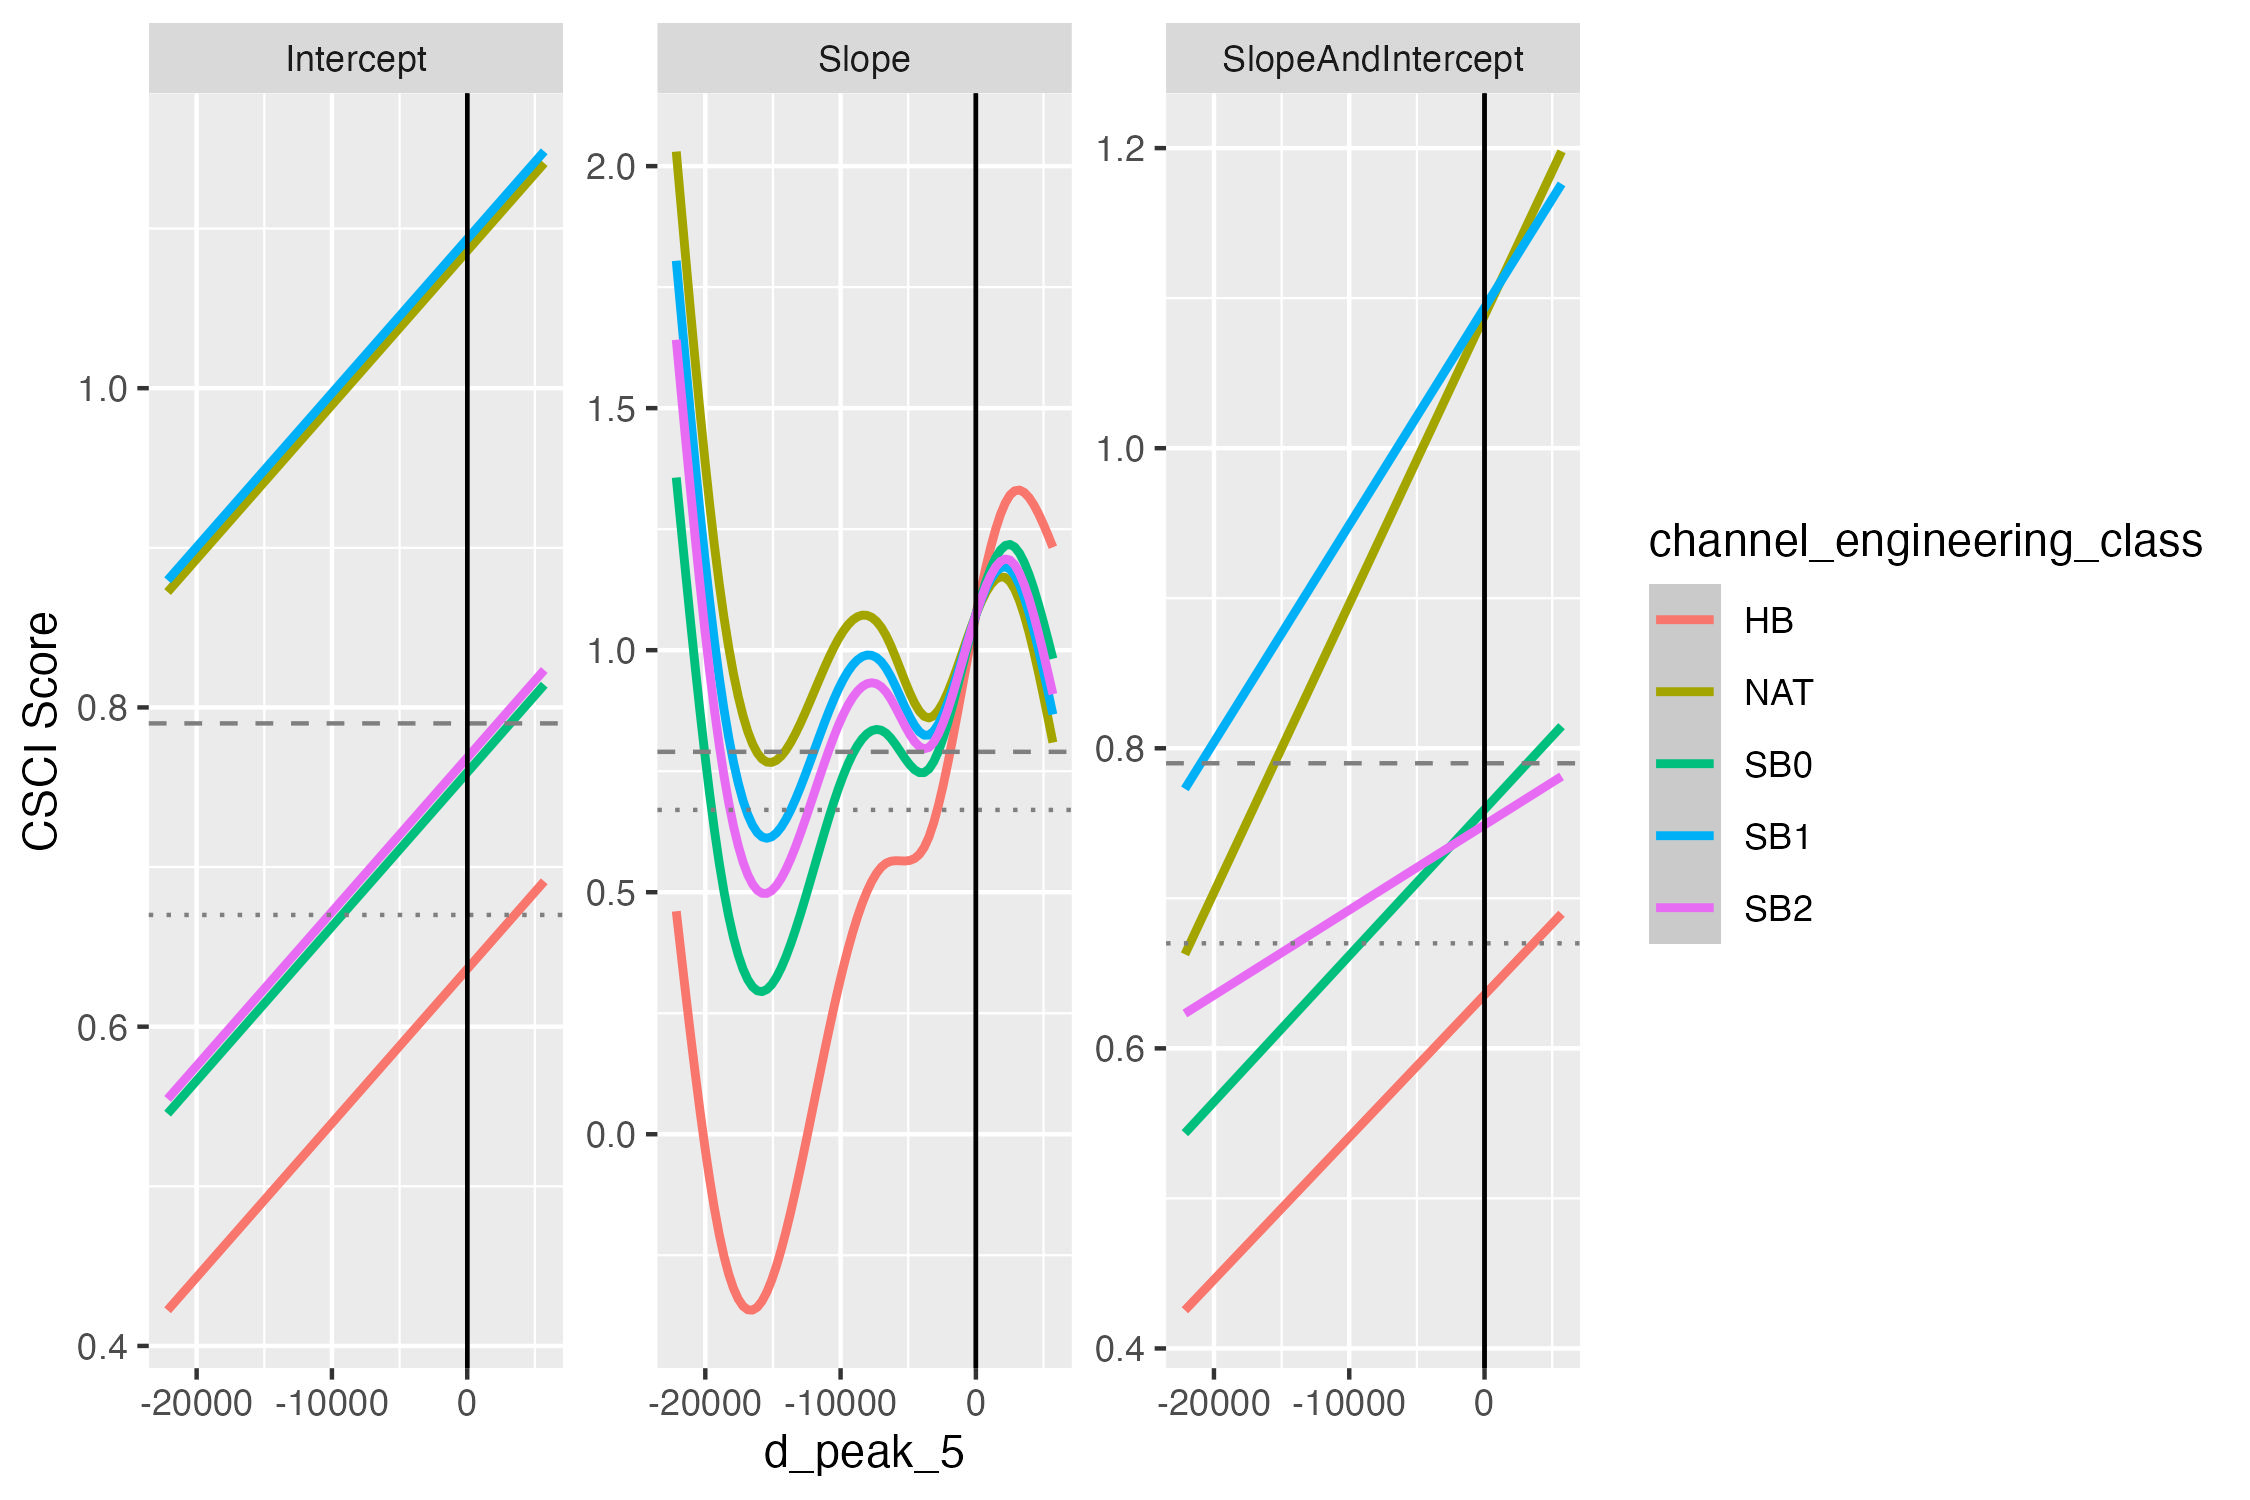 Intercept
Slope
SlopeAndIntercept
CSCI Score
1.0
0.8
0.6
0.4
2.0
1.5
1.0
0.5
0.0
1.2
1.0
0.8
0.6
0.4
-20000 -10000 0
-20000 -10000 0
-20000 -10000 0
d_peak_5
channel_engineering_class
HB
NAT
SB0
SB1
SB2